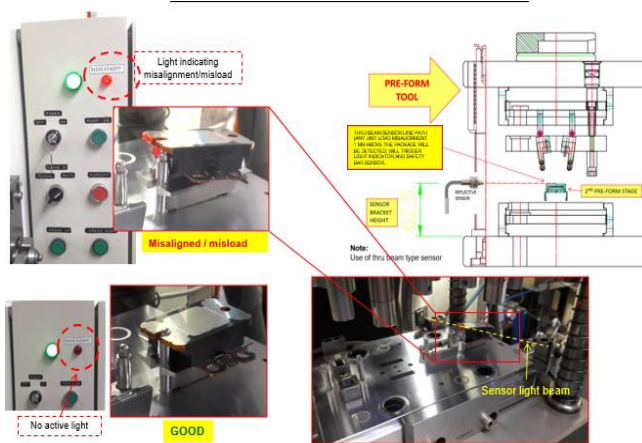 Light indicating
misalignment/misload
Misaligned / misload
PRE-FORM
TOOL
THRU BEAM SENSOR LINE PATH
(ANY UNIT LOAD MISALIGNMENT
1 MM ABOVE THE PACKAGE WILL
BE DETECTED; WILL TRIGGER
LIGHT INDICATOR AND SAFETY
BAR SENSOR.
REFLECTIVE
SENSOR
SENSOR
BRACKET
HEIGHT
2ND PRE-FORM STAGE
Note:
Use of thru beam type sensor
No active light
GOOD
Sensor light beam